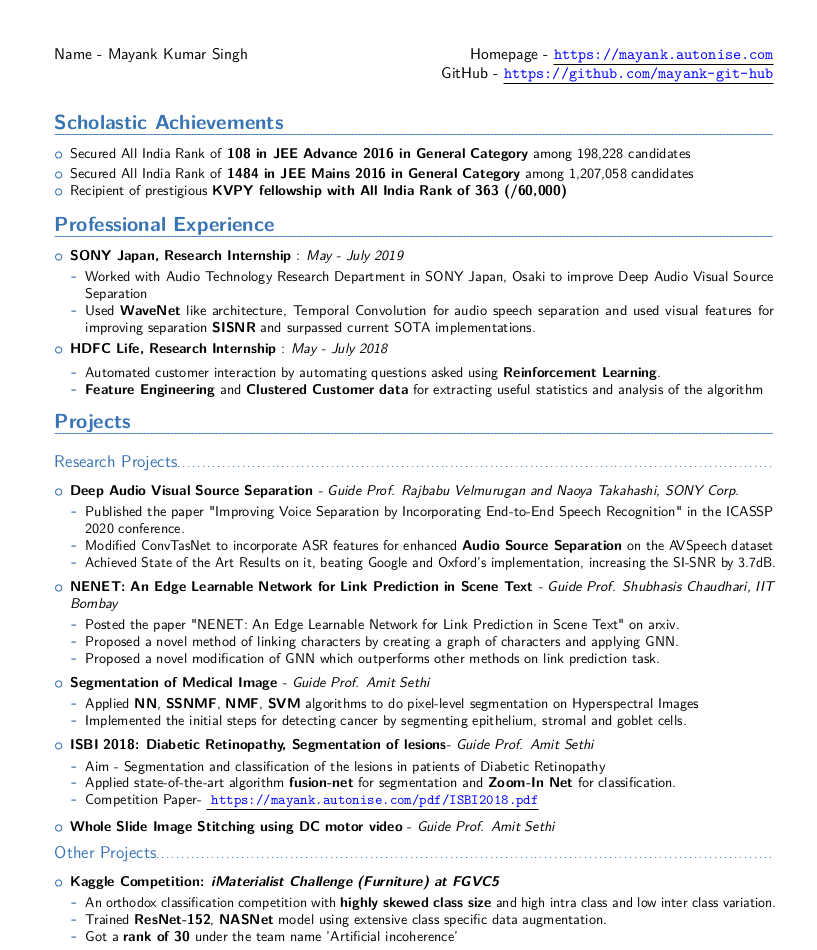 Name - Mayank Kumar Singh
Homepage - https://mayank.autonise.com
GitHub - https://github.com/mayank-git-hub
Scholastic Achievements
Secured All India Rank of 108 in JEE Advance 2016 in General Category among 198,228 candidates
Secured All India Rank of 1484 in JEE Mains 2016 in General Category among 1,207,058 candidates
Recipient of prestigious KVPY fellowship with All India Rank of 363 (/60,000)
Professional Experience
SONY Japan, Research Internship : May - July 2019
- Worked with Audio Technology Research Department in SONY Japan, Osaki to improve Deep Audio Visual Source
Separation
- Used WaveNet like architecture, Temporal Convolution for audio speech separation and used visual features for
improving separation SISNR and surpassed current SOTA implementations.
HDFC Life, Research Internship : May - July 2018
- Automated customer interaction by automating questions asked using Reinforcement Learning.
- Feature Engineering and Clustered Customer data for extracting useful statistics and analysis of the algorithm
Projects
Research Projects
Deep Audio Visual Source Separation - Guide Prof. Rajbabu Velmurugan and Naoya Takahashi, SONY Corp.
- Published the paper "Improving Voice Separation by Incorporating End-to-End Speech Recognition" in the ICASSP
2020 conference.
- Modified ConvTasNet to incorporate ASR features for enhanced Audio Source Separation on the AVSpeech dataset
- Achieved State of the Art Results on it, beating Google and Oxford's implementation, increasing the SI-SNR by 3.7dB.
NENET: An Edge Learnable Network for Link Prediction in Scene Text - Guide Prof. Shubhasis Chaudhari, IIT
Bombay
- Posted the paper "NENET: An Edge Learnable Network for Link Prediction in Scene Text" on arxiv.
- Proposed a novel method of linking characters by creating a graph of characters and applying GNN.
- Proposed a novel modification of GNN which outperforms other methods on link prediction task.
Segmentation of Medical Image - Guide Prof. Amit Sethi
- Applied NN, SSNMF, NMF, SVM algorithms to do pixel-level segmentation on Hyperspectral Images
- Implemented the initial steps for detecting cancer by segmenting epithelium, stromal and goblet cells.
ISBI 2018: Diabetic Retinopathy, Segmentation of lesions- Guide Prof. Amit Sethi
- Aim - Segmentation and classification of the lesions in patients of Diabetic Retinopathy
- Applied state-of-the-art algorithm fusion-net for segmentation and Zoom-In Net for classification.
- Competition Paper- https://mayank.autonise.com/pdf/ISBI2018.pdf
Whole Slide Image Stitching using DC motor video - Guide Prof. Amit Sethi
Other Projects
Kaggle Competition: iMaterialist Challenge (Furniture) at FGVC5
- An orthodox classification competition with highly skewed class size and high intra class and low inter class variation.
- Trained ResNet-152, NASNet model using extensive class specific data augmentation.
- Got a rank of 30 under the team name 'Artificial incoherence'